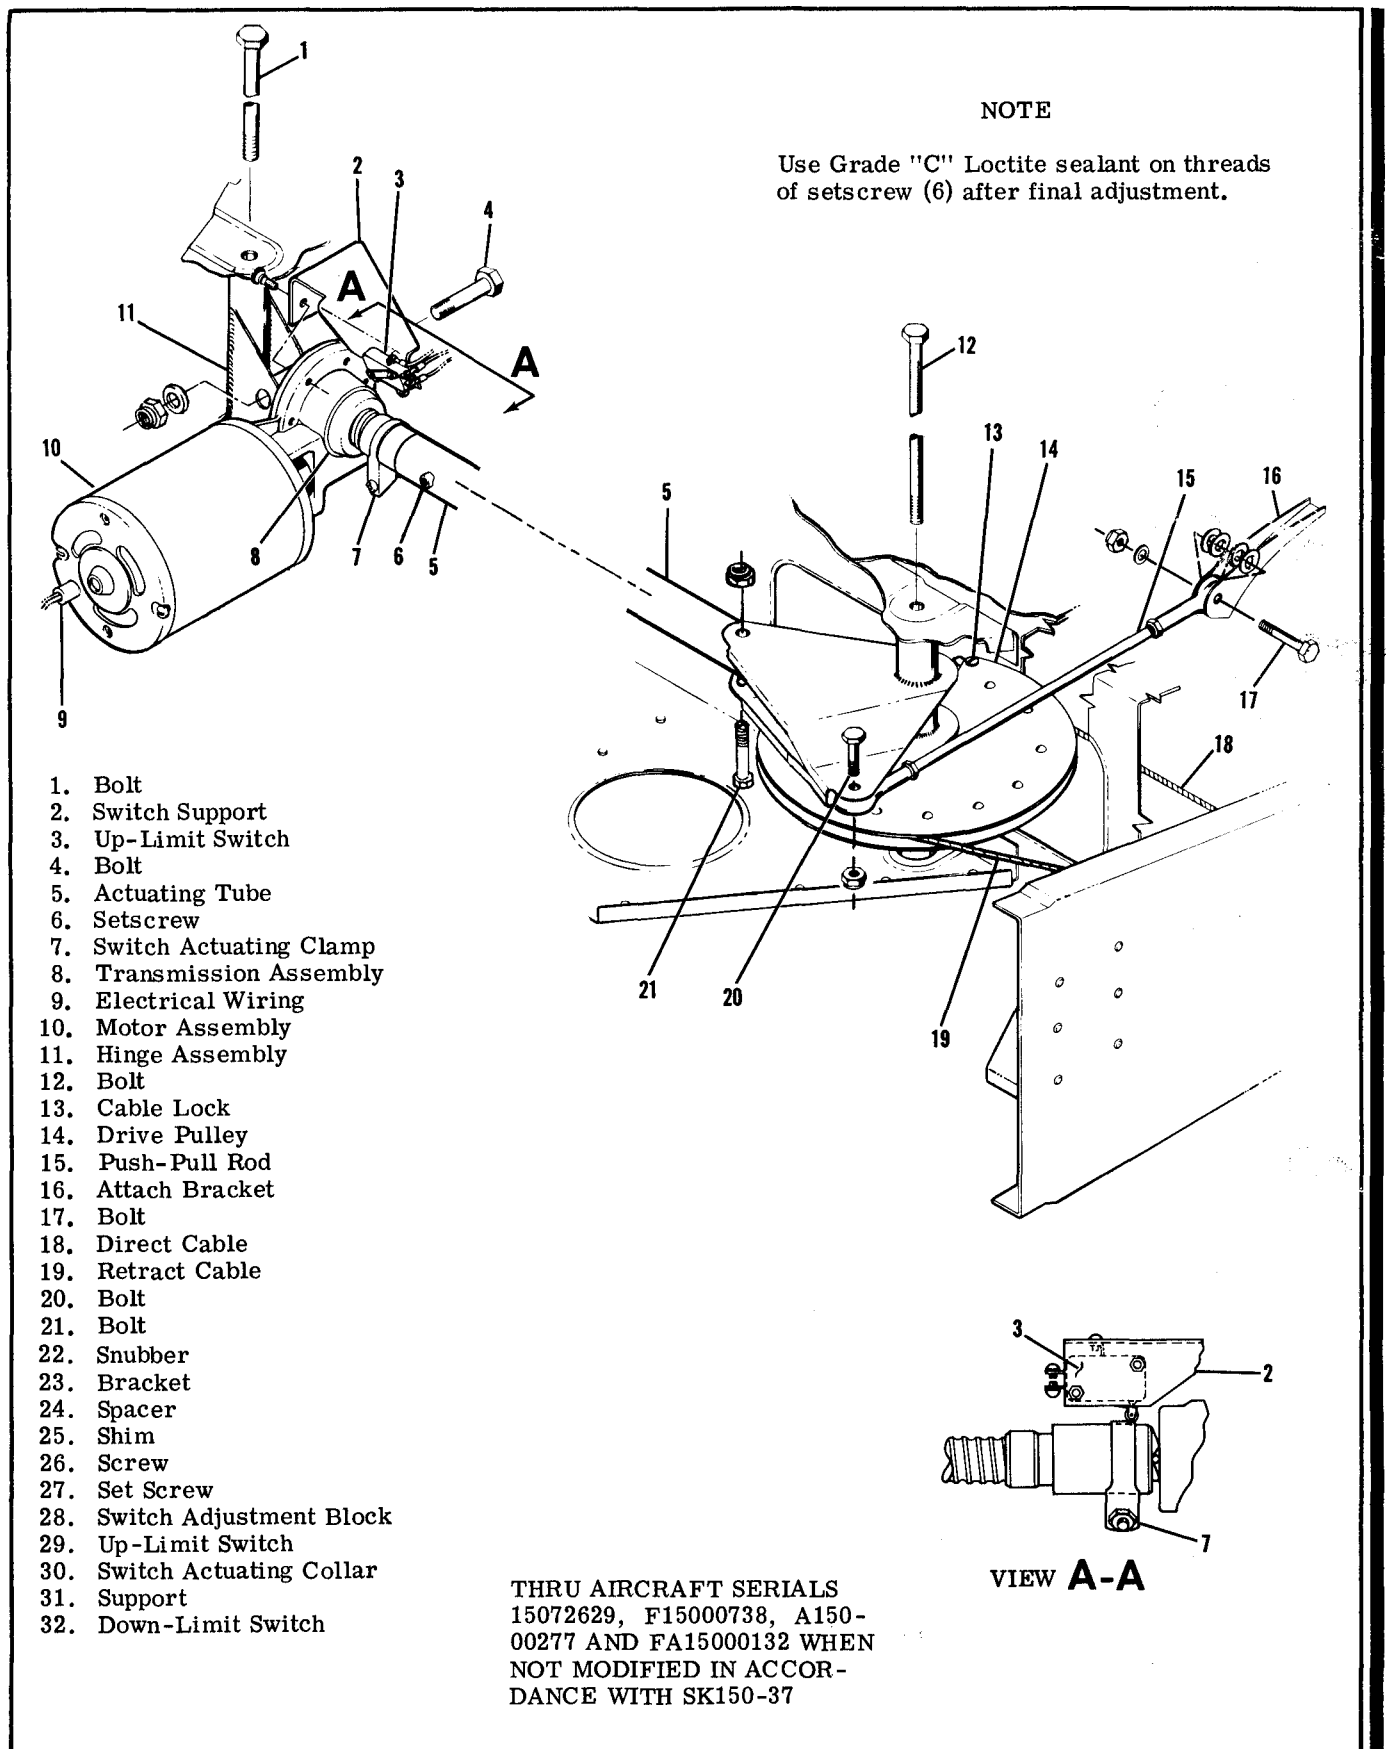 NOTE
Use Grade "C" Loctite sealant on threads
of setscrew (6) after final adjustment.
1
2
3
4
A
A
11
10
9
8
7
6
5
5
12
13
14
15
16
17
18
19
20
21
1. Bolt
2. Switch Support
3. Up-Limit Switch
4. Bolt
5. Actuating Tube
6. Setscrew
7. Switch Actuating Clamp
8. Transmission Assembly
9. Electrical Wiring
10. Motor Assembly
11. Hinge Assembly
12. Bolt
13. Cable Lock
14. Drive Pulley
15. Push-Pull Rod
16. Attach Bracket
17. Bolt
18. Direct Cable
19. Retract Cable
20. Bolt
21. Bolt
22. Snubber
23. Bracket
24. Spacer
25. Shim
26. Screw
27. Set Screw
28. Switch Adjustment Block
29. Up-Limit Switch
30. Switch Actuating Collar
31. Support
32. Down-Limit Switch
3
2
7
VIEW A-A
THRU AIRCRAFT SERIALS
15072629, F15000738, A150-
00277 AND FA15000132 WHEN
NOT MODIFIED IN ACCOR-
DANCE WITH SK150-37